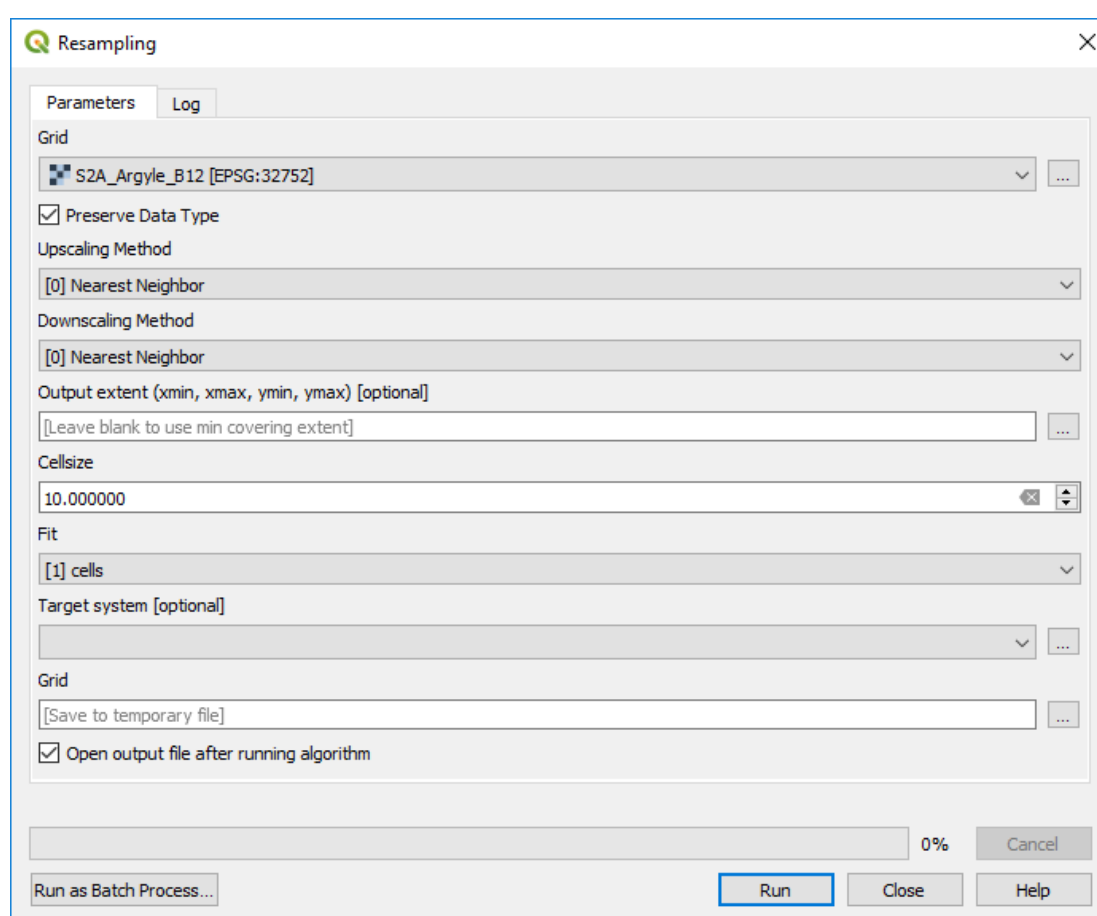 Resampling
Parameters Log
Grid
S2A_Argyle_B12 [EPSG:32752]
...
Preserve Data Type
Upscaling Method
[0] Nearest Neighbor
Downscaling Method
[0] Nearest Neighbor
Output extent (xmin, xmax, ymin, ymax) [optional]
[Leave blank to use min covering extent]
...
Cellsize
10.000000
Fit
[1] cells
Target system [optional]
...
Grid
[Save to temporary file]
...
Open output file after running algorithm
0% Cancel
Run as Batch Process... Run Close Help